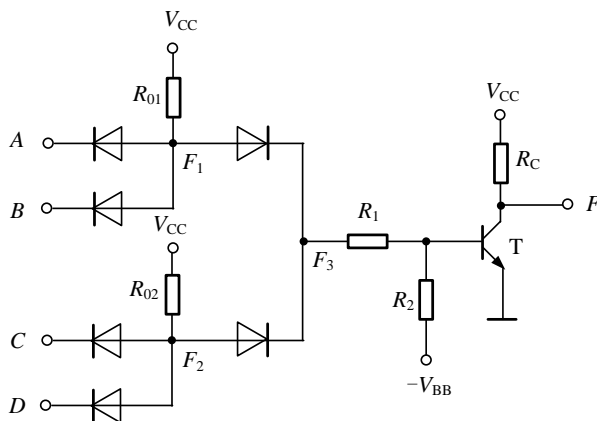 V_CC
R_01
A
F_1
B
V_CC
R_02
C
F_2
D
F_3
R_1
R_2
−V_BB
V_CC
R_C
F
T